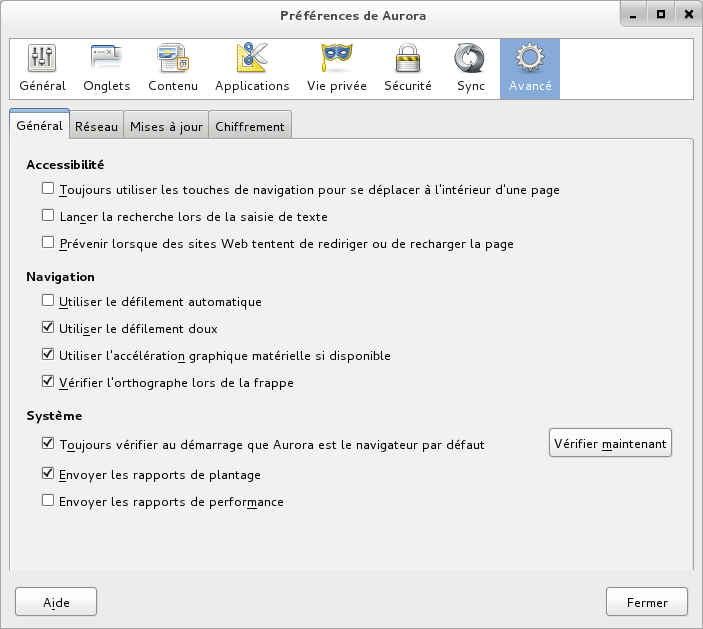 Préférences de Aurora
Général Onglets Contenu Applications Vie privée Sécurité Sync Avancé
Général Réseau Mises à jour Chiffrement
Accessibilité
Toujours utiliser les touches de navigation pour se déplacer à l'intérieur d'une page
Lancer la recherche lors de la saisie de texte
Prévenir lorsque des sites Web tentent de rediriger ou de recharger la page
Navigation
Utiliser le défilement automatique
Utiliser le défilement doux
Utiliser l'accélération graphique matérielle si disponible
Vérifier l'orthographe lors de la frappe
Système
Toujours vérifier au démarrage que Aurora est le navigateur par défaut Vérifier maintenant
Envoyer les rapports de plantage
Envoyer les rapports de performance
Aide Fermer